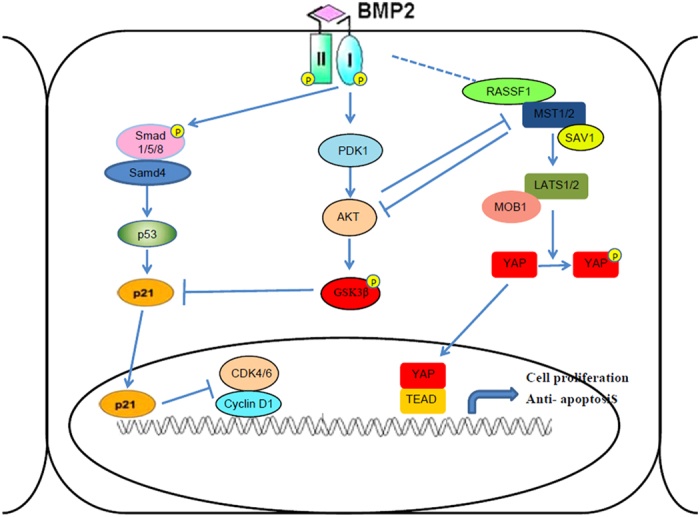 BMP2
II
I
P
P
RASSF1
MST1/2
SAV1
Smad
1/5/8
P
Samd4
PDK1
LATS1/2
MOB1
AKT
p53
YAP
YAP
P
p21
GSK3β
P
CDK4/6
Cyclin D1
p21
YAP
TEAD
Cell proliferation
Anti- apoptosiS